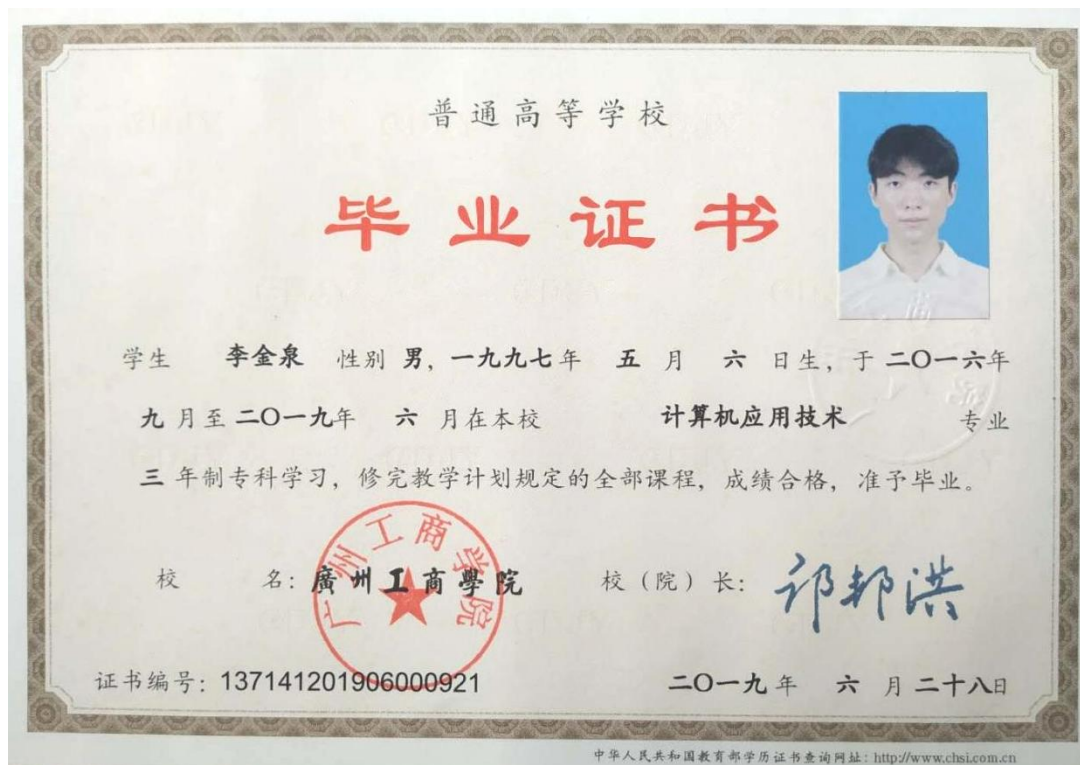 普通高等学校
毕业证书
学生 李金泉 性别 男，一九九七年 五 月 六 日生，于 二〇一六年
九 月至 二〇一九年 六 月在本校 计算机应用技术 专业
三 年制专科学习，修完教学计划规定的全部课程，成绩合格，准予毕业。
校 名：廣州工商學院 校（院）长：邝邦洪
广州工商学院
证书编号：137141201906000921 二〇一九年 六 月 二十八日
中华人民共和国教育部学历证书查询网址：http://www.chsi.com.cn